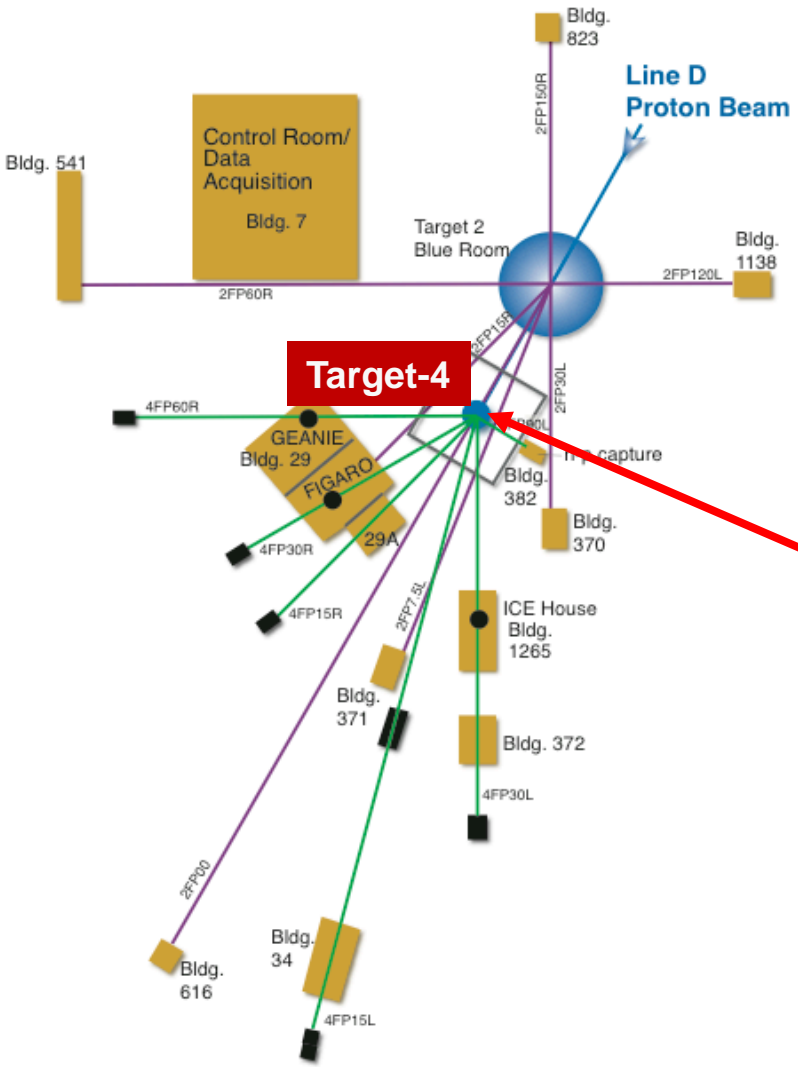 Bldg.
823
Line D
Proton Beam
2FP150R
Control Room/
Data
Acquisition
Bldg. 7
Bldg. 541
Target 2
Blue Room
Bldg.
1138
2FP120L
2FP60R
2FP15R
Target-4
2FP30L
4FP60R
GEANIE
Bldg. 29
FIGARO
capture
Bldg.
382
Bldg.
370
29A
4FP30R
4FP15R
2FP7.5L
ICE House
Bldg.
1265
Bldg.
371
Bldg. 372
4FP30L
2FP00
Bldg.
34
Bldg.
616
4FP15L